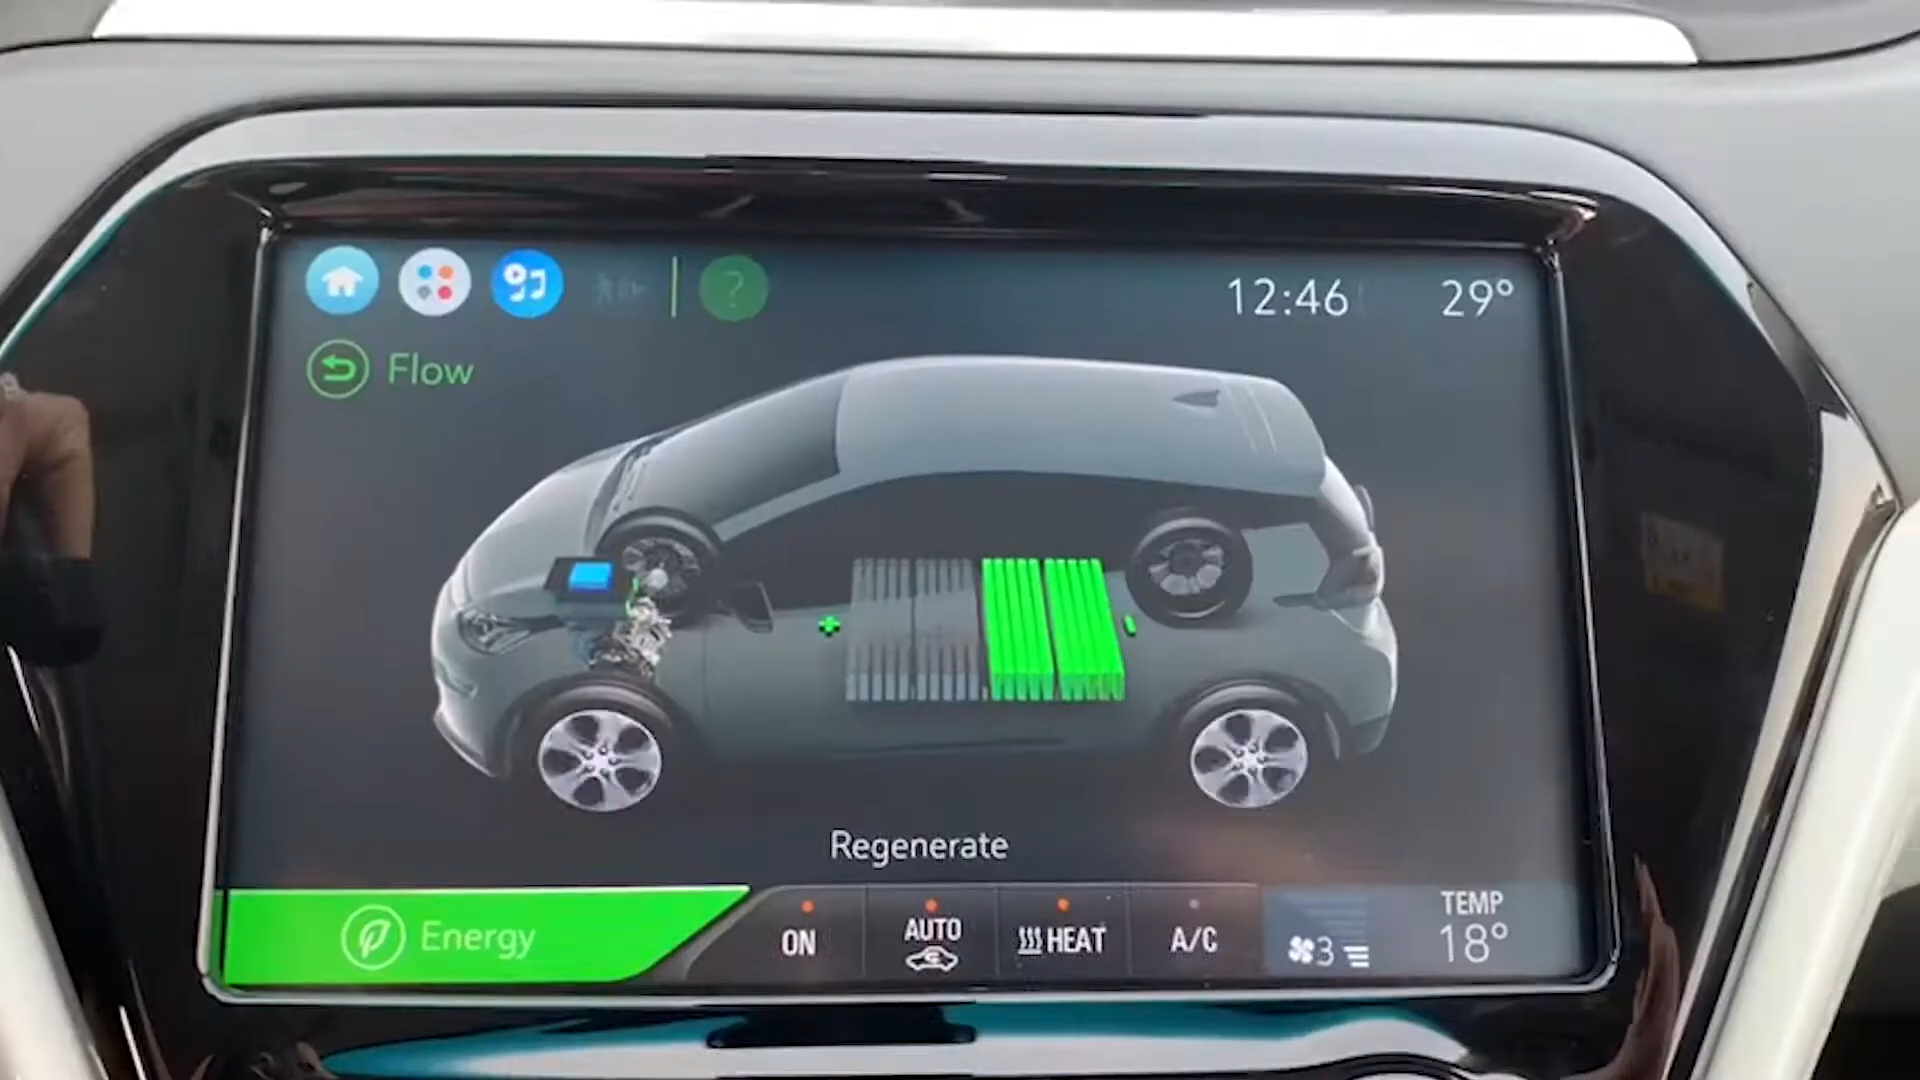 12:46
29°
Flow
?
Regenerate
Energy
ON
AUTO
HEAT
A/C
3
TEMP
18°